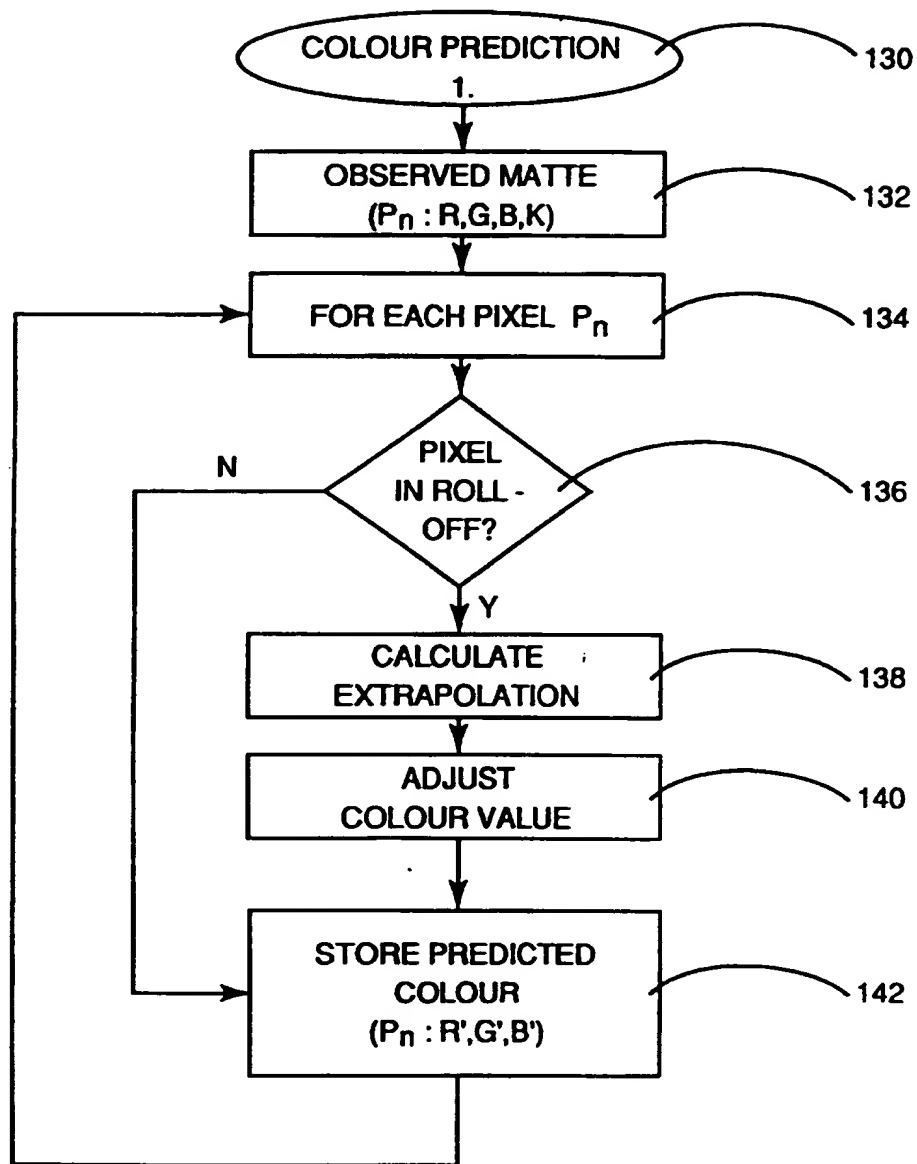 COLOUR PREDICTION
1.
130
OBSERVED MATTE
(Pn : R,G,B,K)
132
FOR EACH PIXEL Pn
134
N
PIXEL
IN ROLL -
OFF?
136
Y
CALCULATE
EXTRAPOLATION
138
ADJUST
COLOUR VALUE
140
STORE PREDICTED
COLOUR
(Pn : R',G',B')
142